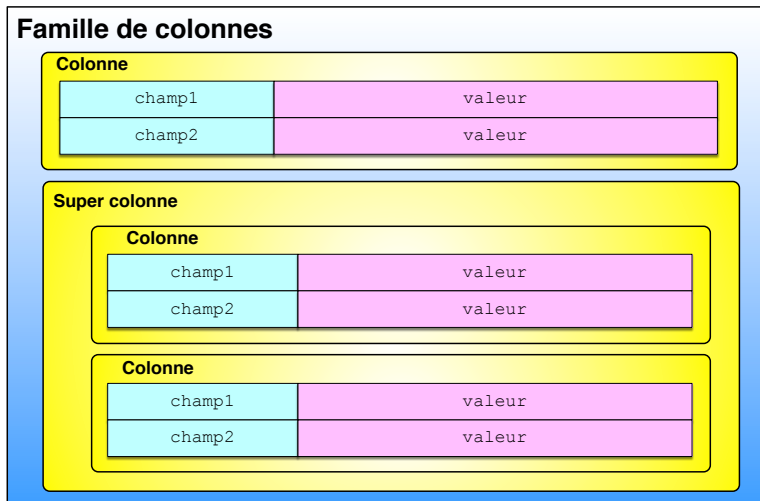 Famille de colonnes
Colonne
champ1 valeur
champ2 valeur
Super colonne
Colonne
champ1 valeur
champ2 valeur
Colonne
champ1 valeur
champ2 valeur